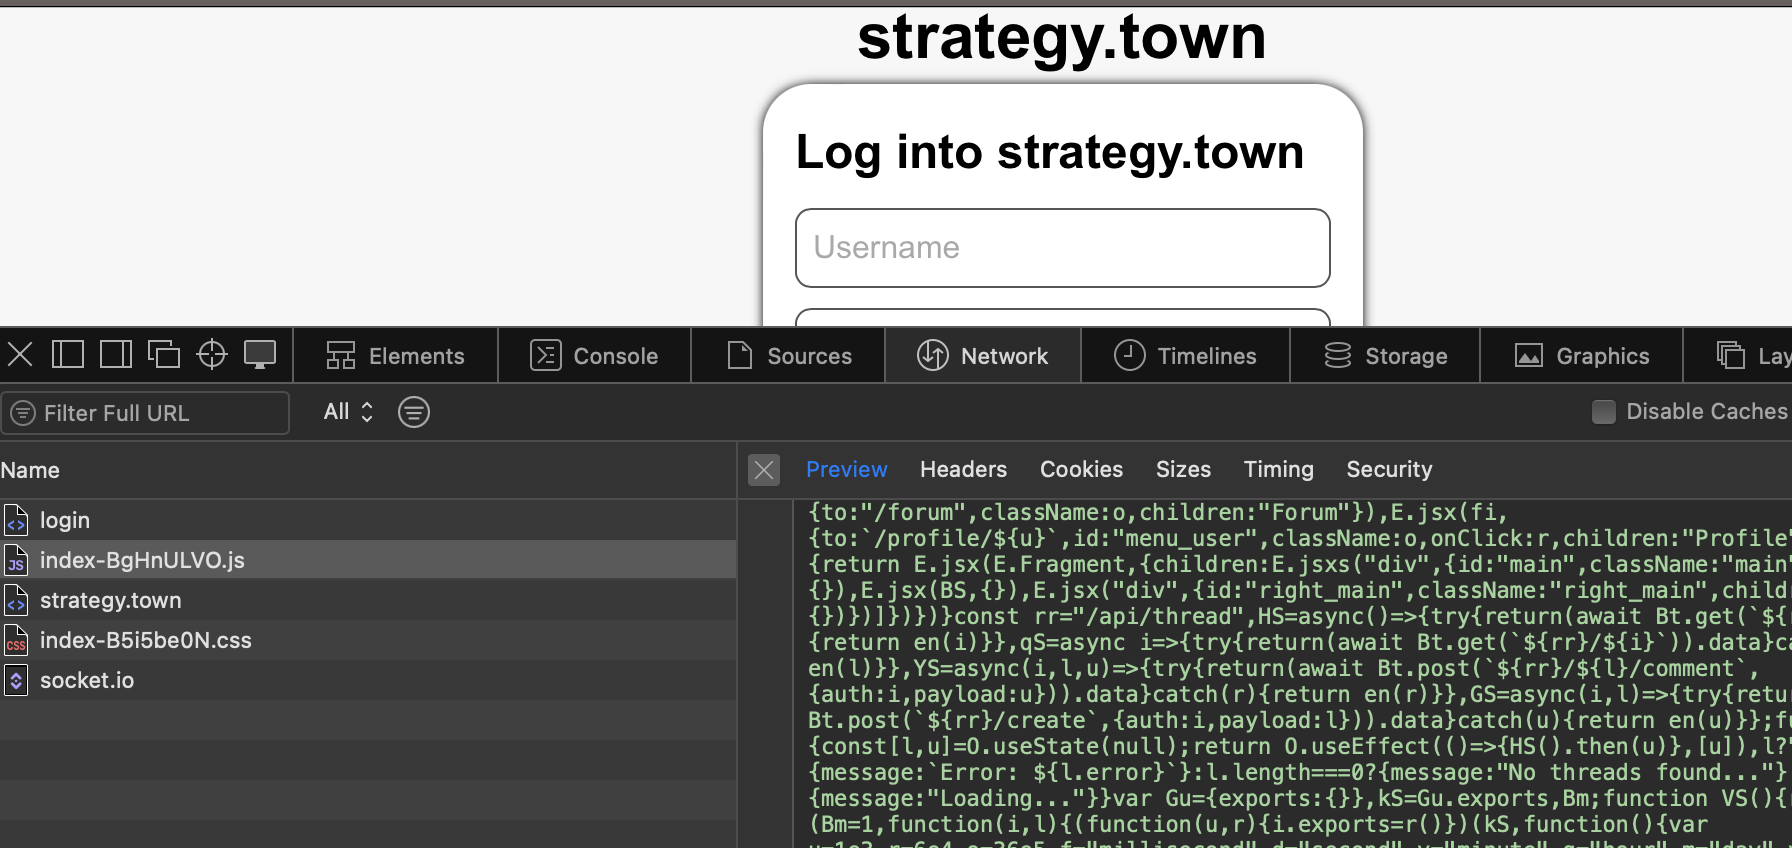 strategy.town
Log into strategy.town
Username
Elements Console Sources Network Timelines Storage Graphics Lay
Filter Full URL All Disable Caches
Name Preview Headers Cookies Sizes Timing Security
login
index-BgHnULVO.js
strategy.town
index-B5i5be0N.css
socket.io
{to:"/forum",className:o,children:"Forum"}),E.jsx(fi,
{to:`/profile/${u}`,id:"menu_user",className:o,onClick:r,children:"Profile"
{return E.jsx(E.Fragment,{children:E.jsxs("div",{id:"main",className:"main"
{}),E.jsx(BS,{}),E.jsx("div",{id:"right_main",className:"right_main",childre
{})})]})})}const rr="/api/thread",HS=async()=>{try{return(await Bt.get(`${r
{return en(i)}},qS=async i=>{try{return(await Bt.get(`${rr}/${i}`)).data}ca
en(l)}},YS=async(i,l,u)=>{try{return(await Bt.post(`${rr}/${l}/comment`,
{auth:i,payload:u})).data}catch(r){return en(r)}},GS=async(i,l)=>{try{retur
Bt.post(`${rr}/create`,{auth:i,payload:l})).data}catch(u){return en(u)}};fu
{const[l,u]=O.useState(null);return O.useEffect(()=>{HS().then(u)},[u]),l?"
{message:`Error: ${l.error}`}:l.length===0?{message:"No threads found..."}
{message:"Loading..."}}var Gu={exports:{}},kS=Gu.exports,Bm;function VS(){r
(Bm=1,function(i,l){(function(u,r){i.exports=r()})(kS,function(){var